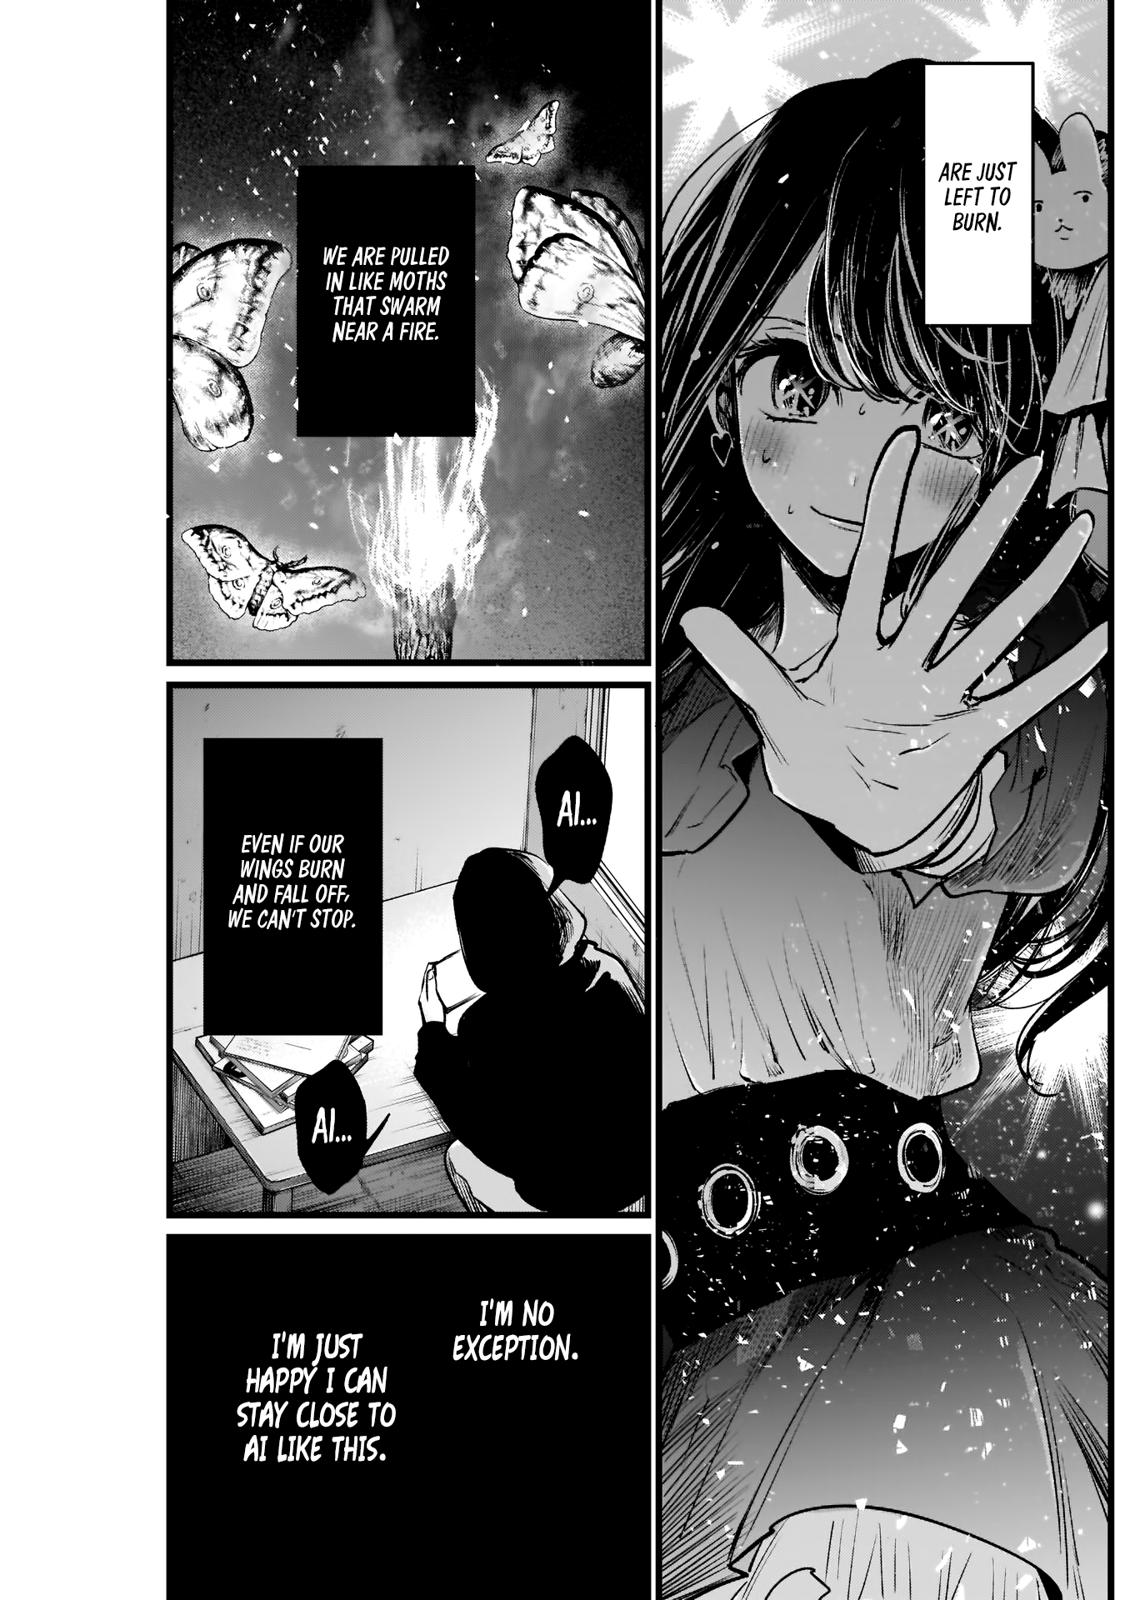 ARE JUST
LEFT TO
BURN.
WE ARE PULLED
IN LIKE MOTHS
THAT SWARM
NEAR A FIRE.
AI...
EVEN IF OUR
WINGS BURN
AND FALL OFF,
WE CAN'T STOP.
AI...
I'M NO
EXCEPTION.
I'M JUST
HAPPY I CAN
STAY CLOSE TO
AI LIKE THIS.